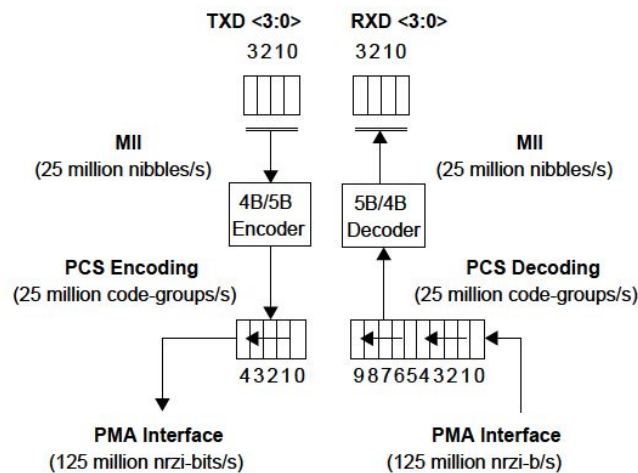 TXD <3:0> RXD <3:0>
3210 3210
MII MII
(25 million nibbles/s) (25 million nibbles/s)
4B/5B 5B/4B
Encoder Decoder
PCS Encoding PCS Decoding
(25 million code-groups/s) (25 million code-groups/s)
43210 9876543210
PMA Interface PMA Interface
(125 million nrzi-bits/s) (125 million nrzi-b/s)